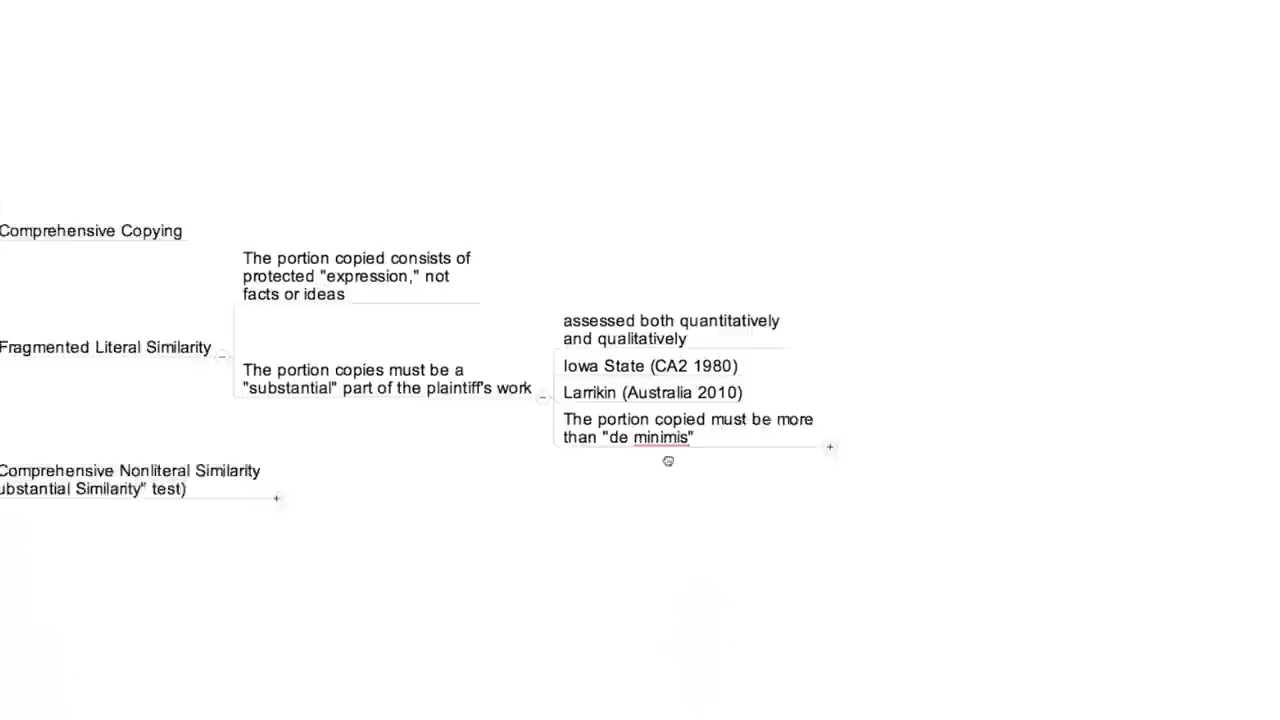 Comprehensive Copying
The portion copied consists of
protected "expression," not
facts or ideas
Fragmented Literal Similarity
The portion copies must be a
"substantial" part of the plaintiff's work
assessed both quantitatively
and qualitatively
Iowa State (CA2 1980)
Larrikin (Australia 2010)
The portion copied must be more
than "de minimis"
Comprehensive Nonliteral Similarity
ubstantial Similarity" test)